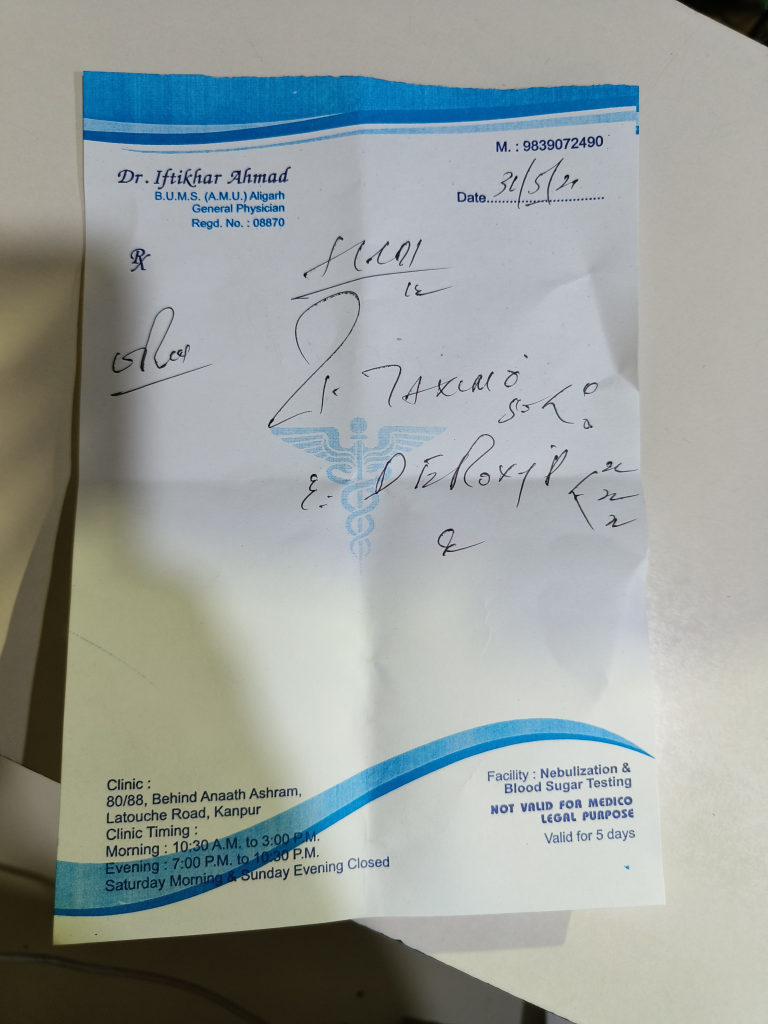 M. : 9839072490
Dr. Iftikhar Ahmad
B.U.M.S. (A.M.U.) Aligarh
General Physician
Regd. No. : 08870
Date 31/5/21
Rx
TAXIMO
DEROXYP
Clinic :
80/88, Behind Anaath Ashram,
Latouche Road, Kanpur
Clinic Timing :
Morning : 10:30 A.M. to 3:00 P.M.
Evening : 7:00 P.M. to 10:30 P.M.
Saturday Morning & Sunday Evening Closed
Facility : Nebulization &
Blood Sugar Testing
NOT VALID FOR MEDICO
LEGAL PURPOSE
Valid for 5 days